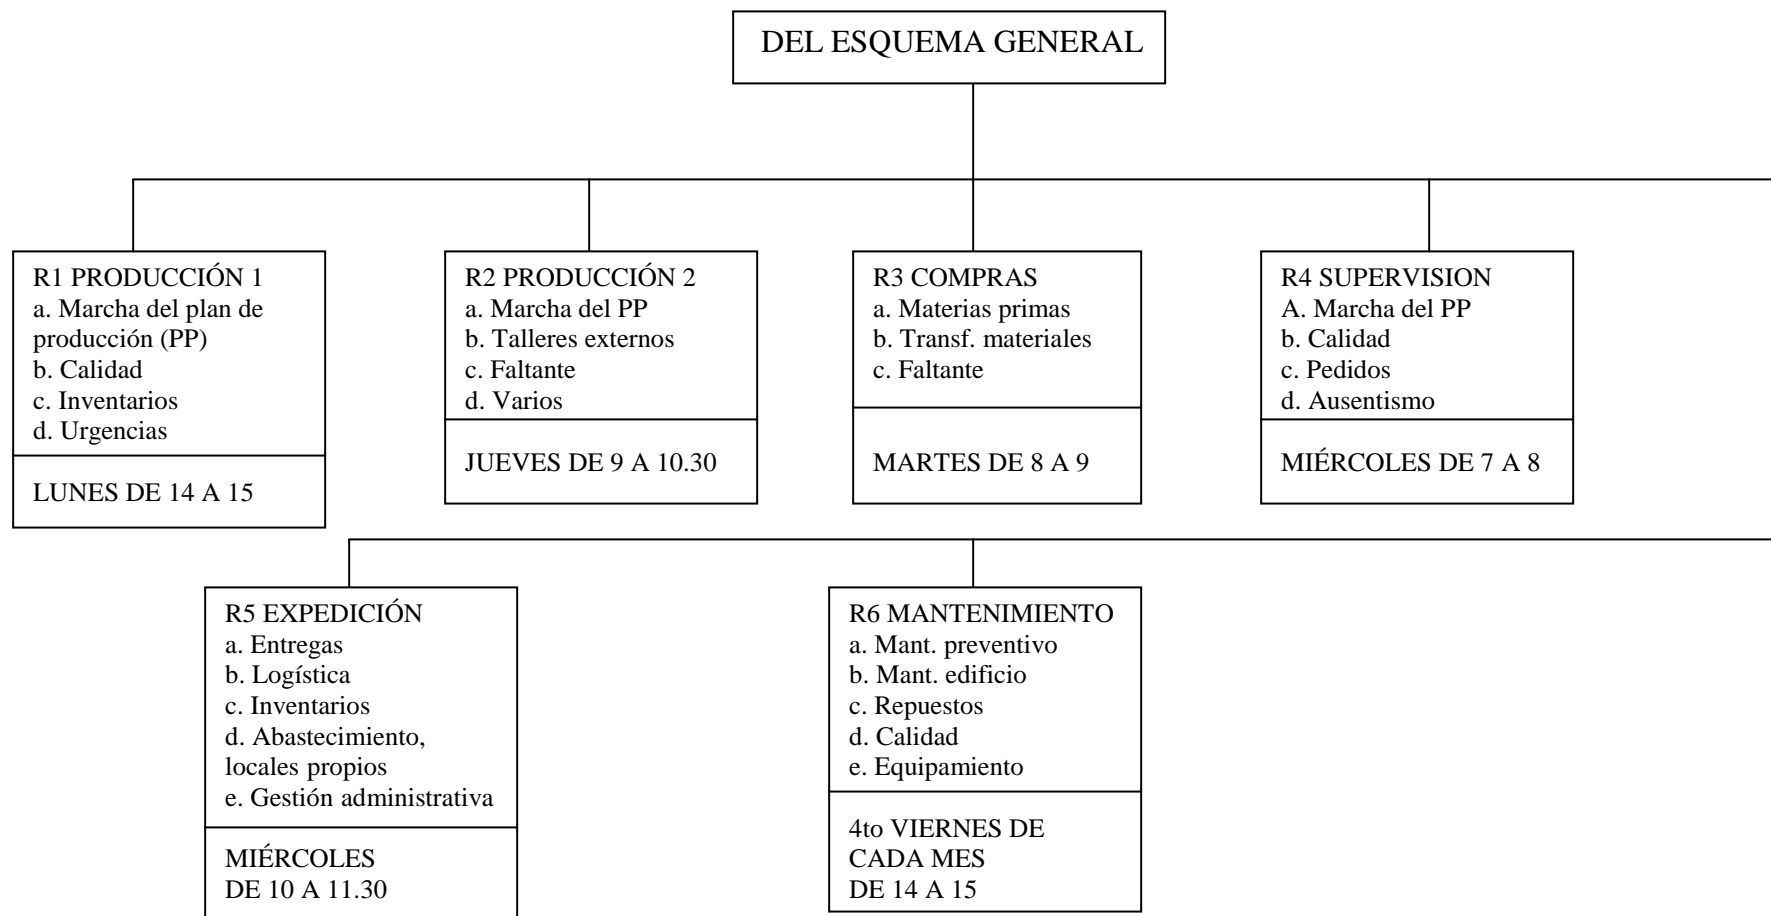 DEL ESQUEMA GENERAL
R1 PRODUCCIÓN 1
a. Marcha del plan de
producción (PP)
b. Calidad
c. Inventarios
d. Urgencias
LUNES DE 14 A 15
R2 PRODUCCIÓN 2
a. Marcha del PP
b. Talleres externos
c. Faltante
d. Varios
JUEVES DE 9 A 10.30
R3 COMPRAS
a. Materias primas
b. Transf. materiales
c. Faltante
MARTES DE 8 A 9
R4 SUPERVISION
A. Marcha del PP
b. Calidad
c. Pedidos
d. Ausentismo
MIÉRCOLES DE 7 A 8
R5 EXPEDICIÓN
a. Entregas
b. Logística
c. Inventarios
d. Abastecimiento,
locales propios
e. Gestión administrativa
MIÉRCOLES
DE 10 A 11.30
R6 MANTENIMIENTO
a. Mant. preventivo
b. Mant. edificio
c. Repuestos
d. Calidad
e. Equipamiento
4to VIERNES DE
CADA MES
DE 14 A 15